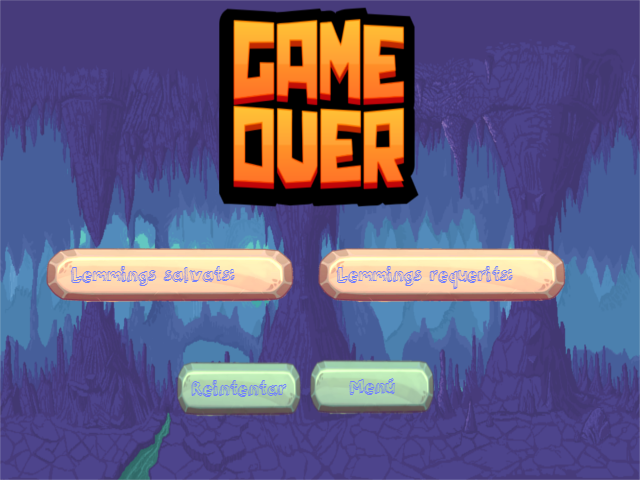 GAME
OVER
Lemmings salvats:
Lemmings requerits:
Reintentar
Menú